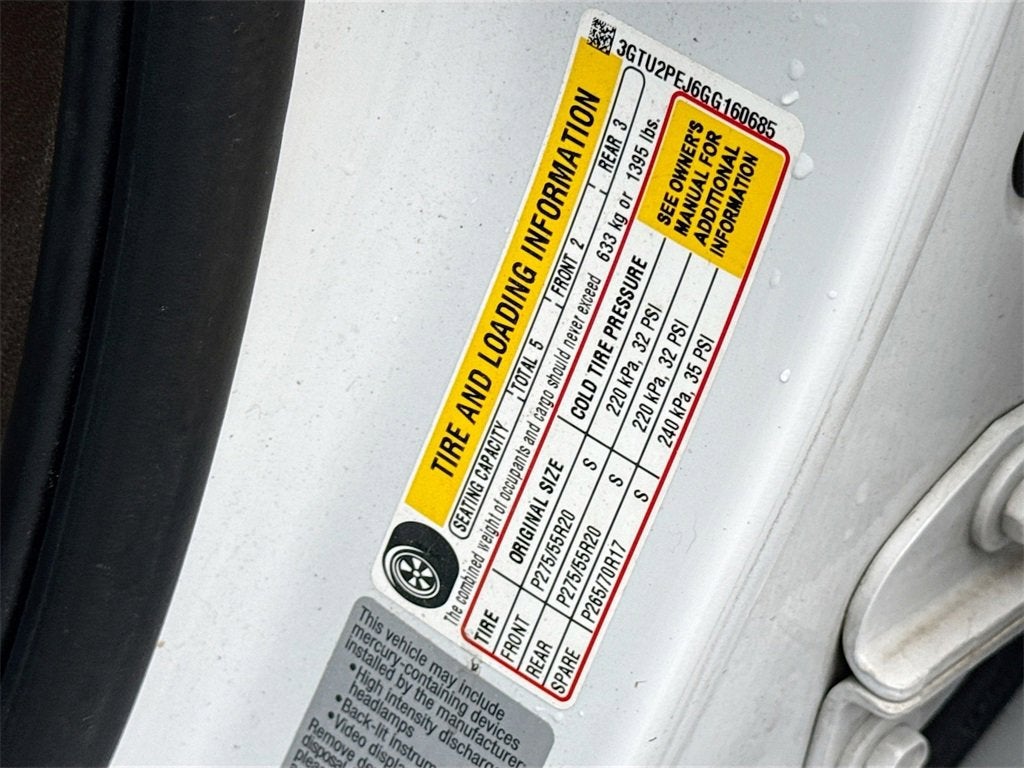 3GTU2PEJ6GG160685
TIRE AND LOADING INFORMATION
SEATING CAPACITY TOTAL 5 FRONT 2 REAR 3
The combined weight of occupants and cargo should never exceed 633 kg or 1395 lbs.
TIRE ORIGINAL SIZE COLD TIRE PRESSURE
FRONT P275/55R20 S 220 kPa, 32 PSI
REAR P275/55R20 S 220 kPa, 32 PSI
SPARE P265/70R17 S 240 kPa, 35 PSI
SEE OWNER'S
MANUAL FOR
ADDITIONAL
INFORMATION
This vehicle may include
mercury-containing devices
installed by the manufacturer
•High intensity discharge
headlamps
•Back-lit instrum
•Video displa
Remove de
disposal